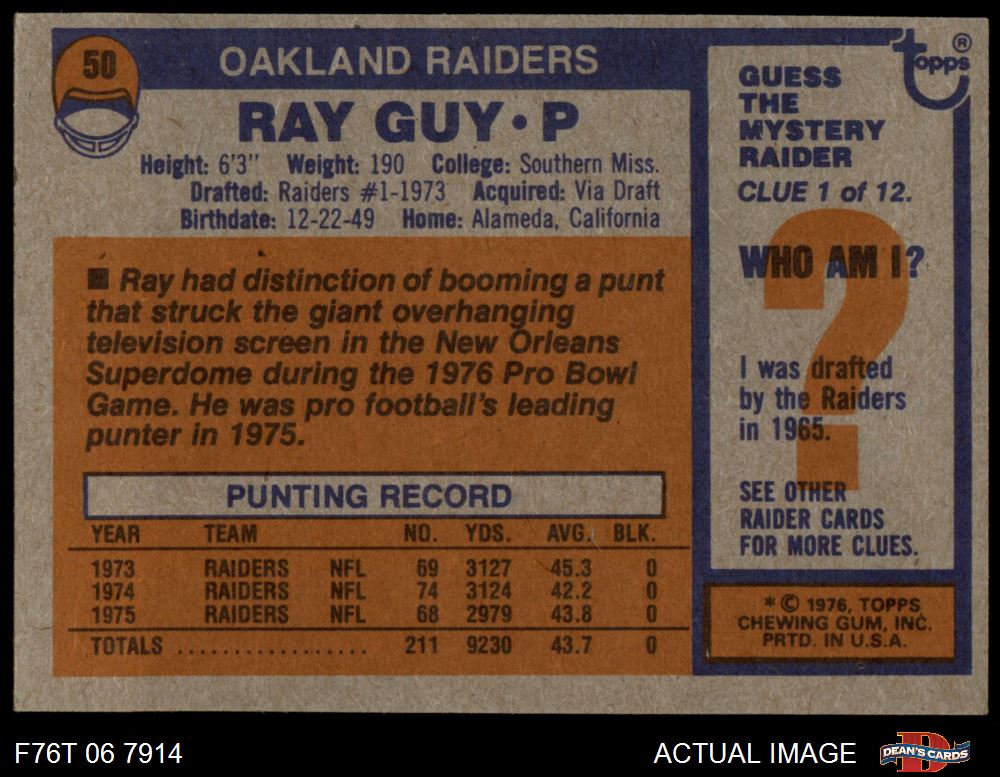 50
OAKLAND RAIDERS
RAY GUY • P
Height: 6'3" Weight: 190 College: Southern Miss.
Drafted: Raiders #1-1973 Acquired: Via Draft
Birthdate: 12-22-49 Home: Alameda, California
■ Ray had distinction of booming a punt
that struck the giant overhanging
television screen in the New Orleans
Superdome during the 1976 Pro Bowl
Game. He was pro football's leading
punter in 1975.
PUNTING RECORD
YEAR TEAM NO. YDS. AVG. BLK.
1973 RAIDERS NFL 69 3127 45.3 0
1974 RAIDERS NFL 74 3124 42.2 0
1975 RAIDERS NFL 68 2979 43.8 0
TOTALS ................. 211 9230 43.7 0
topps ®
GUESS
THE
MYSTERY
RAIDER
CLUE 1 of 12.
WHO AM I?
?
I was drafted
by the Raiders
in 1965.
SEE OTHER
RAIDER CARDS
FOR MORE CLUES.
* © 1976, TOPPS
CHEWING GUM, INC.
PRTD. IN U.S.A.
F76T 06 7914
ACTUAL IMAGE
DEAN'S CARDS